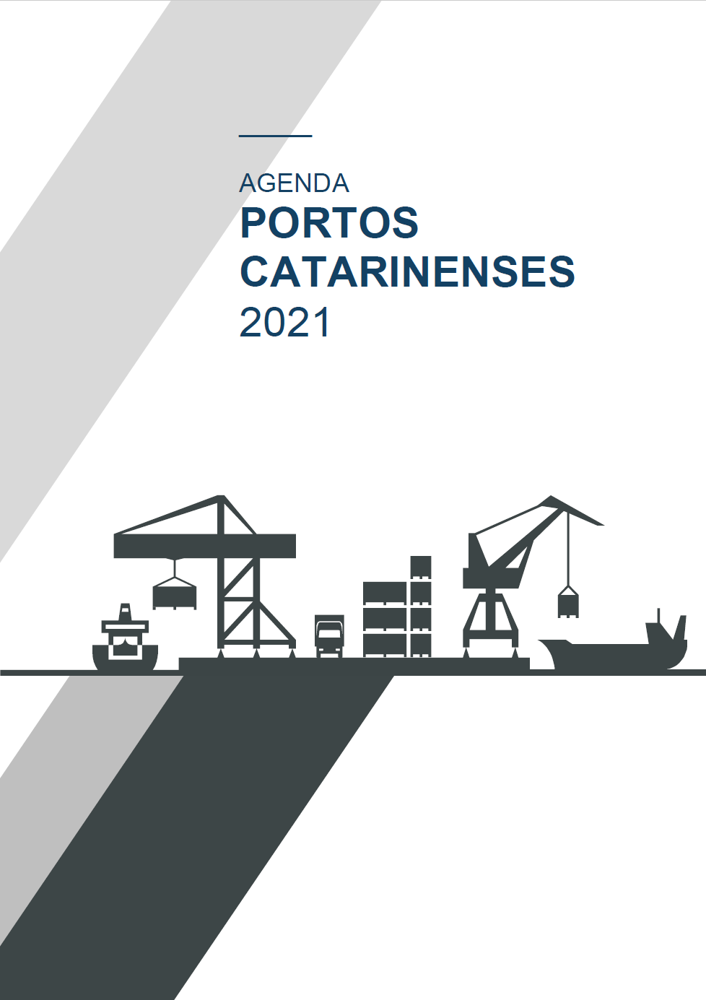 AGENDA
PORTOS
CATARINENSES
2021